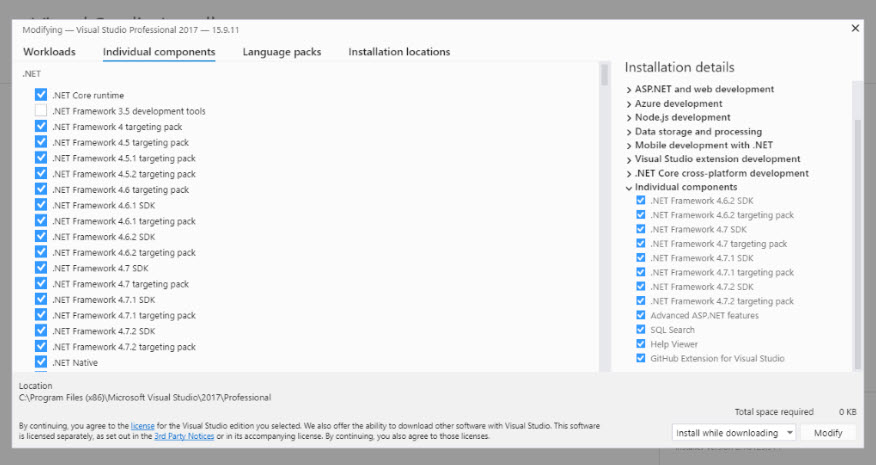 Modifying — Visual Studio Professional 2017 — 15.9.11
Workloads Individual components Language packs Installation locations
.NET
.NET Core runtime
.NET Framework 3.5 development tools
.NET Framework 4 targeting pack
.NET Framework 4.5 targeting pack
.NET Framework 4.5.1 targeting pack
.NET Framework 4.5.2 targeting pack
.NET Framework 4.6 targeting pack
.NET Framework 4.6.1 SDK
.NET Framework 4.6.1 targeting pack
.NET Framework 4.6.2 SDK
.NET Framework 4.6.2 targeting pack
.NET Framework 4.7 SDK
.NET Framework 4.7 targeting pack
.NET Framework 4.7.1 SDK
.NET Framework 4.7.1 targeting pack
.NET Framework 4.7.2 SDK
.NET Framework 4.7.2 targeting pack
.NET Native
Installation details
ASP.NET and web development
Azure development
Node.js development
Data storage and processing
Mobile development with .NET
Visual Studio extension development
.NET Core cross-platform development
Individual components
.NET Framework 4.6.2 SDK
.NET Framework 4.6.2 targeting pack
.NET Framework 4.7 SDK
.NET Framework 4.7 targeting pack
.NET Framework 4.7.1 SDK
.NET Framework 4.7.1 targeting pack
.NET Framework 4.7.2 SDK
.NET Framework 4.7.2 targeting pack
Advanced ASP.NET features
SQL Search
Help Viewer
GitHub Extension for Visual Studio
Location
C:\Program Files (x86)\Microsoft Visual Studio\2017\Professional
Total space required 0 KB
By continuing, you agree to the license for the Visual Studio edition you selected. We also offer the ability to download other software with Visual Studio. This software
is licensed separately, as set out in the 3rd Party Notices or in its accompanying license. By continuing, you also agree to those licenses.
Install while downloading Modify